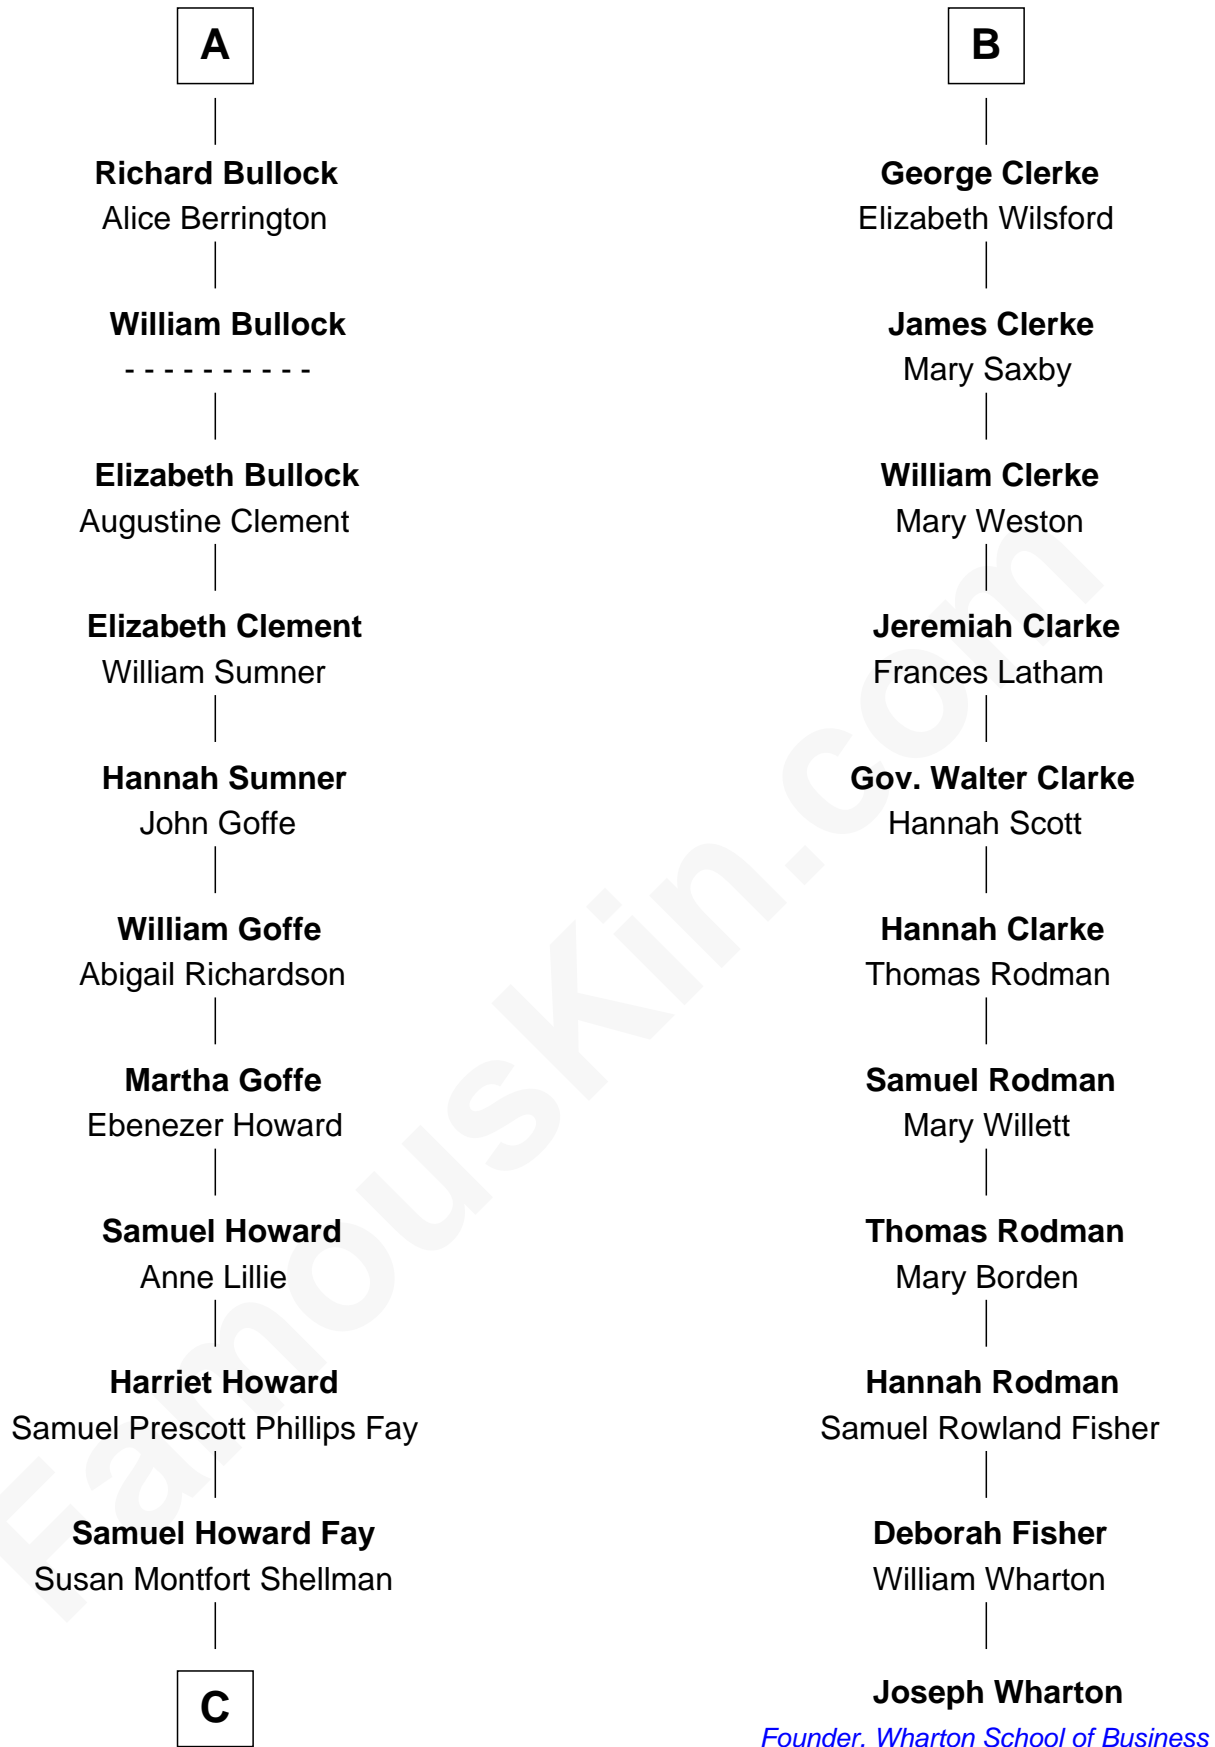 A
Richard Bullock
Alice Berrington
William Bullock
- - - - - - - - - -
Elizabeth Bullock
Augustine Clement
Elizabeth Clement
William Sumner
Hannah Sumner
John Goffe
William Goffe
Abigail Richardson
Martha Goffe
Ebenezer Howard
Samuel Howard
Anne Lillie
Harriet Howard
Samuel Prescott Phillips Fay
Samuel Howard Fay
Susan Montfort Shellman
C
B
George Clerke
Elizabeth Wilsford
James Clerke
Mary Saxby
William Clerke
Mary Weston
Jeremiah Clarke
Frances Latham
Gov. Walter Clarke
Hannah Scott
Hannah Clarke
Thomas Rodman
Samuel Rodman
Mary Willett
Thomas Rodman
Mary Borden
Hannah Rodman
Samuel Rowland Fisher
Deborah Fisher
William Wharton
Joseph Wharton
Founder, Wharton School of Business
FamousKin.com